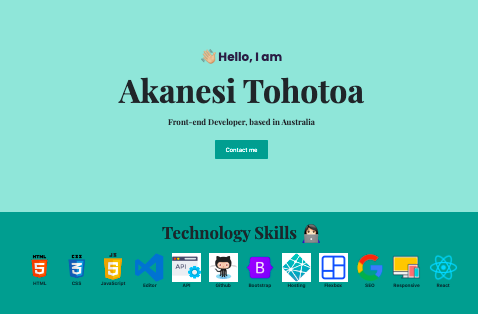 Hello, I am
Akanesi Tohotoa
Front-end Developer, based in Australia
Contact me
Technology Skills
HTML CSS JS API B
HTML CSS JavaScript Editor API Github Bootstrap Hosting Firebase SEO Responsive React